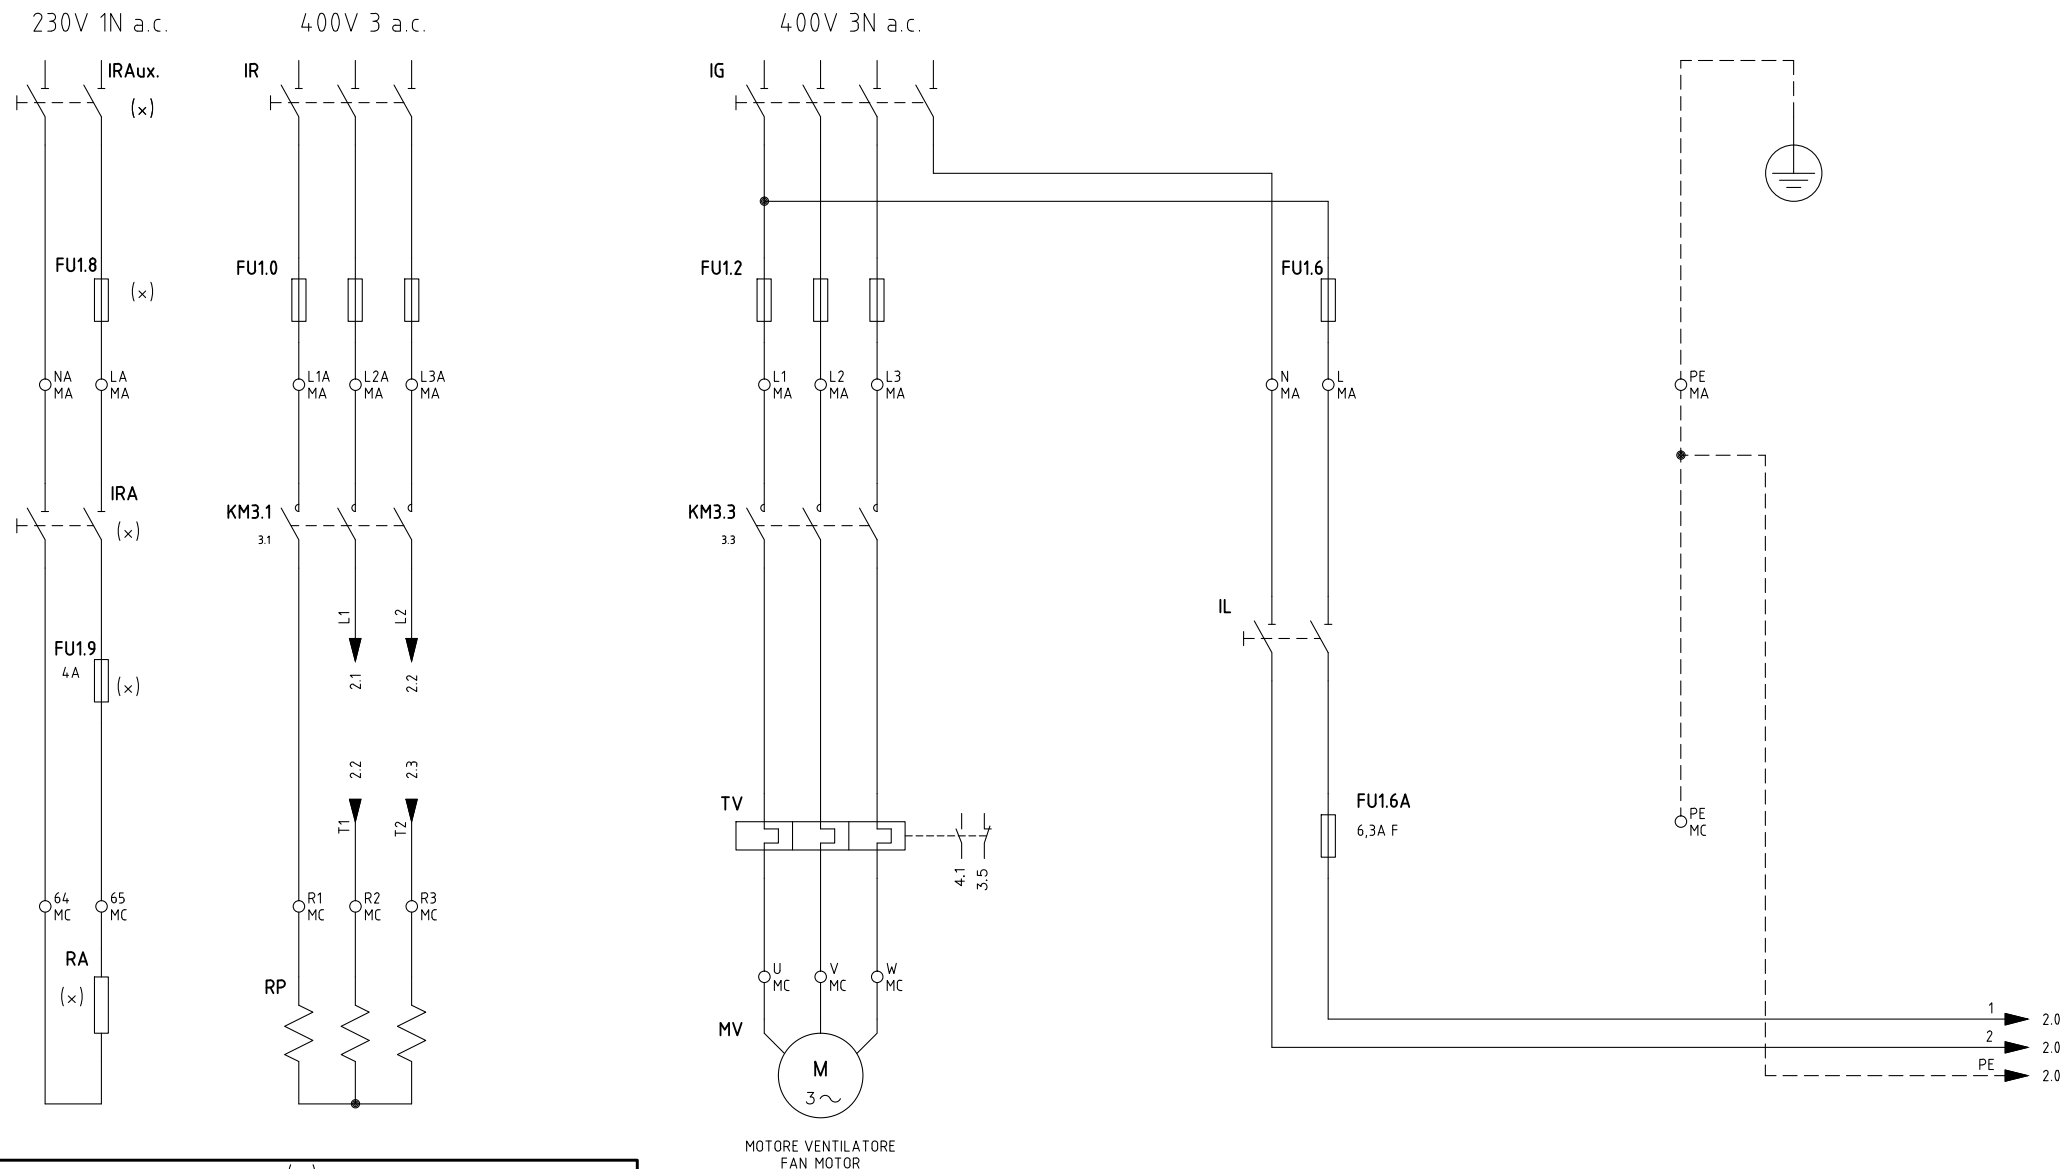 230V 1N a.c.
400V 3 a.c.
400V 3N a.c.
IRAux.
(x)
IR
IG
FU1.8
(x)
FU1.0
FU1.2
FU1.6
NA
MA
LA
MA
L1A
MA
L2A
MA
L3A
MA
L1
MA
L2
MA
L3
MA
N
MA
L
MA
PE
MA
IRA
(x)
KM3.1
3.1
KM3.3
3.3
L1
L2
IL
FU1.9
4A
(x)
2.1
2.2
2.2
2.3
T1
T2
TV
4.1
3.5
FU1.6A
6,3A F
PE
MC
64
MC
65
MC
R1
MC
R2
MC
R3
MC
RA
(x)
RP
U
MC
V
MC
W
MC
MV
M
3~
1
2.0
2
2.0
PE
2.0
MOTORE VENTILATORE
FAN MOTOR